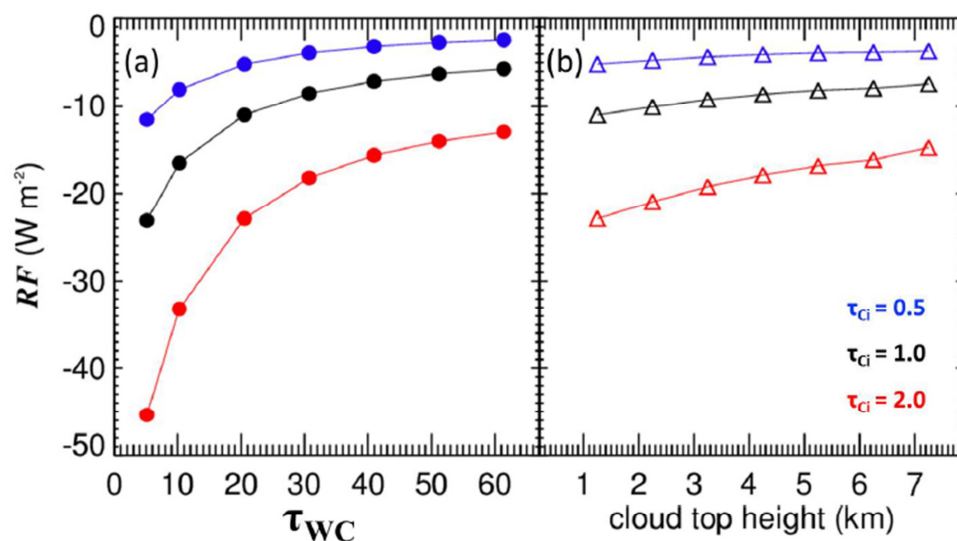 (a)
(b)
0
-10
-20
-30
-40
-50
RF (W m-2)
0 10 20 30 40 50 60
τWC
1 2 3 4 5 6 7
cloud top height (km)
τCi = 0.5
τCi = 1.0
τCi = 2.0